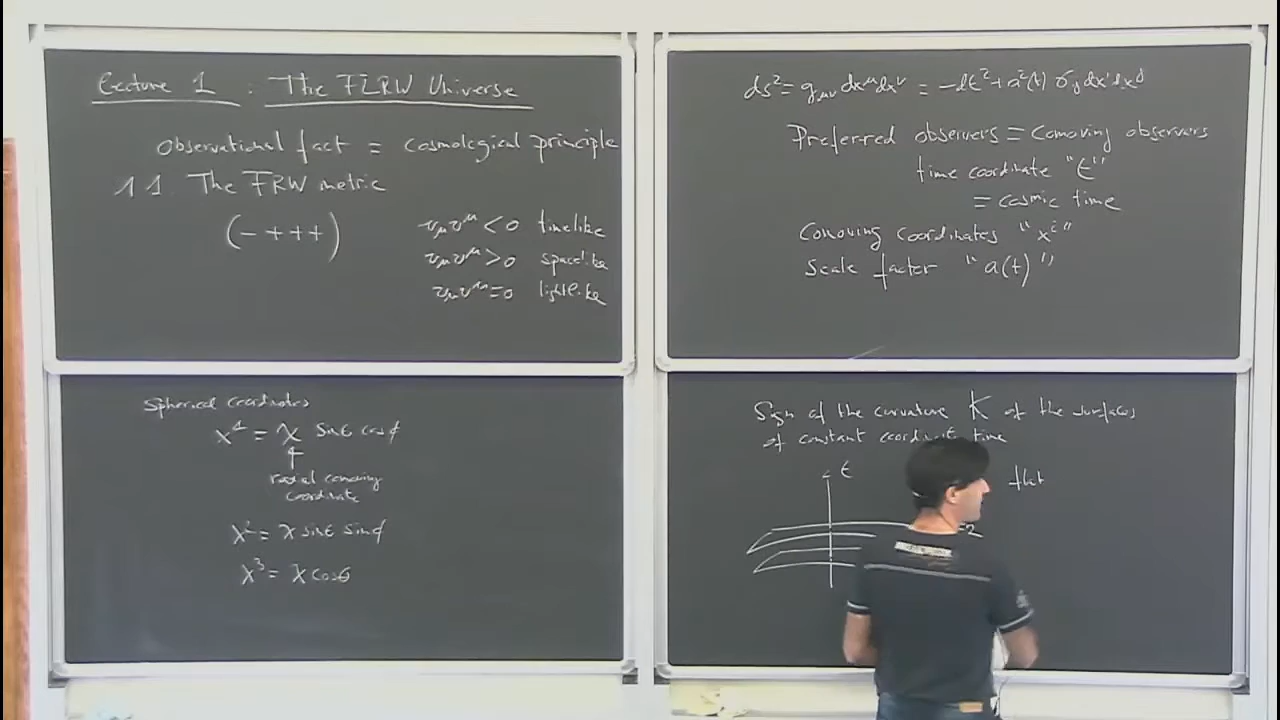 Lecture 1 : The FLRW Universe
Observational fact = cosmological principle
1 1. The FRW metric
(- + + +)
v_μ v^μ < 0 timelike
v_μ v^μ > 0 spacelike
v_μ v^μ = 0 lightlike
ds² = g_μν dx^μ dx^ν = -dt² + a²(t) σ_ij dx^i dx^j
Preferred observers = Comoving observers
time coordinate "t"
= cosmic time
Comoving coordinates "x^i"
Scale factor "a(t)"
Spherical coordinates
x^1 = χ sinθ cosϕ
↑
radial comoving
coordinate
x² = χ sinθ sinϕ
x³ = χ cosθ
Sign of the curvature K of the surfaces
of constant coordinate time
t
flat
=2